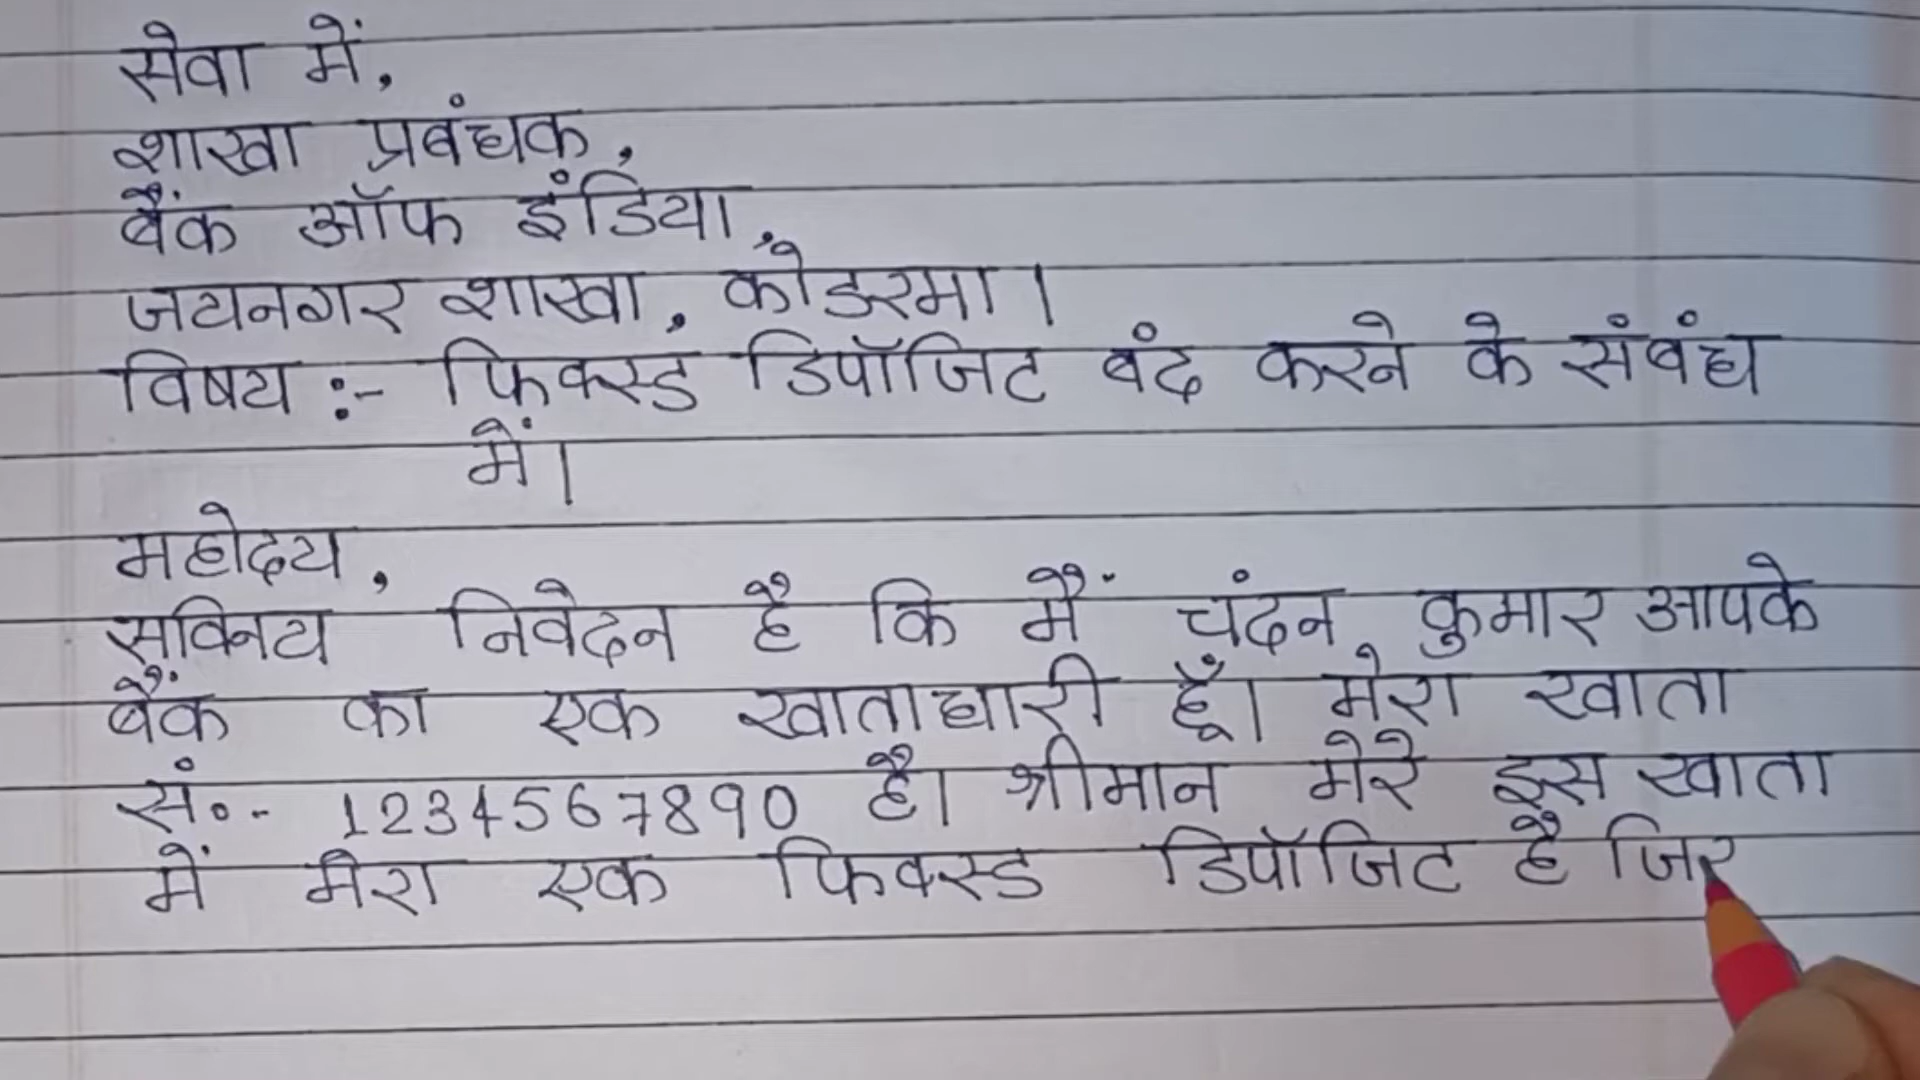 सेवा में,
शाखा प्रबंधक,
बैंक ऑफ इंडिया,
जयनगर शाखा, कोडरमा।
विषय :- फिक्स्ड डिपॉजिट बंद करने के संबंध
में।
महोदय,
सविनय निवेदन है कि मैं चंदन कुमार आपके
बैंक का एक खाताधारी हूँ। मेरा खाता
सं०- 1234567890 है। श्रीमान मेरे इस खाता
में मेरा एक फिक्स्ड डिपॉजिट है